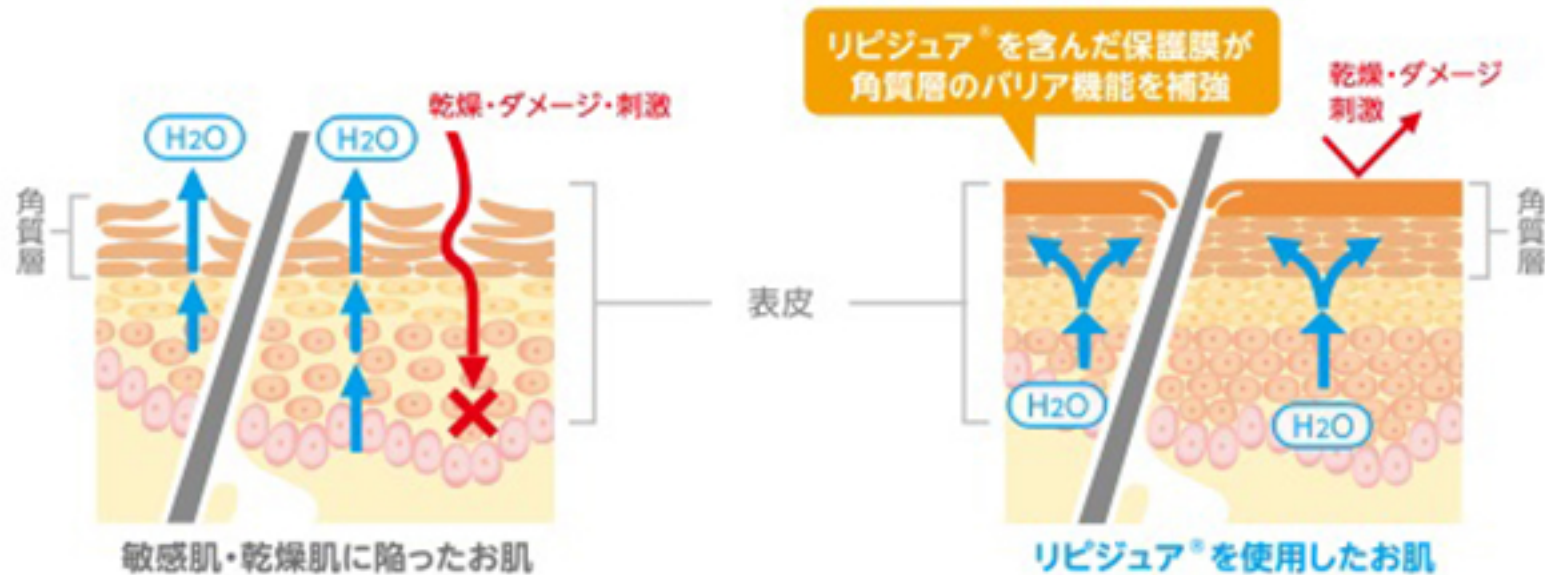 リピジュア®を含んだ保護膜が
角質層のバリア機能を補強
乾燥・ダメージ・刺激
乾燥・ダメージ
刺激
H2O
H2O
角質層
表皮
角質層
H2O
H2O
敏感肌・乾燥肌に陥ったお肌
リピジュア®を使用したお肌